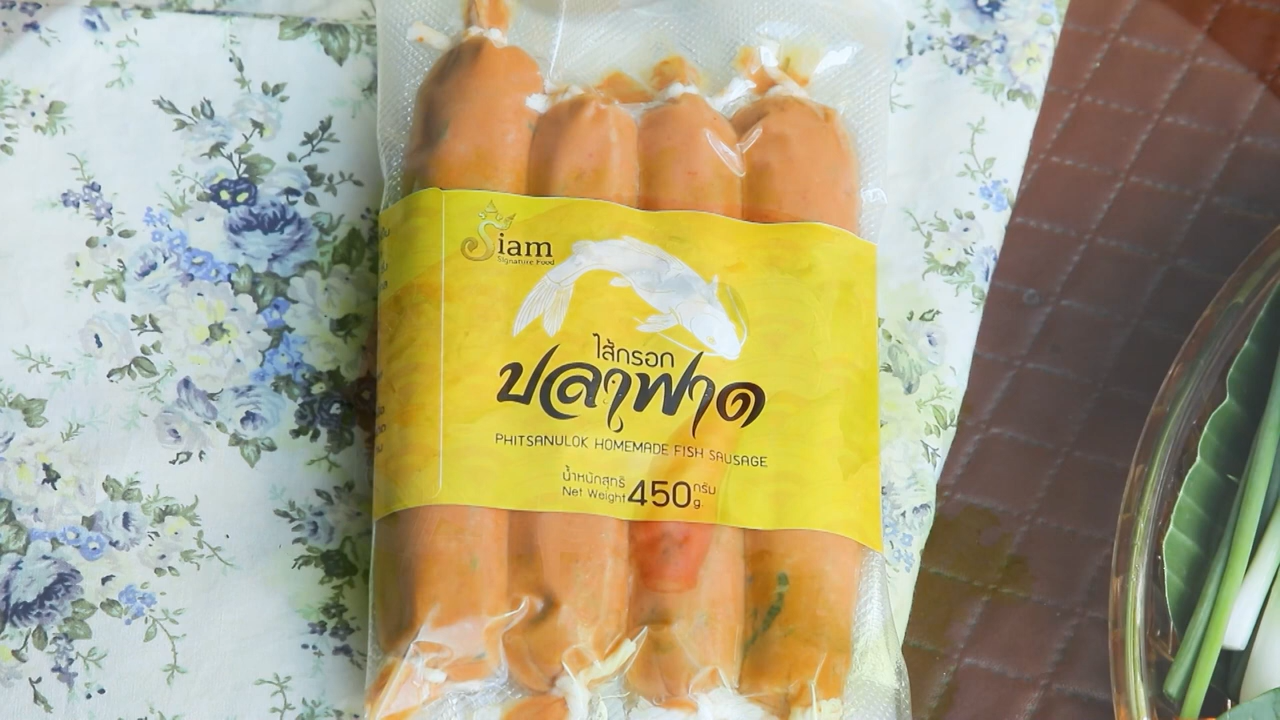 Siam
Signature Food
ไส้กรอก
ปลาฟาด
PHITSANULOK HOMEMADE FISH SAUSAGE
น้ำหนักสุทธิ
Net Weight 450 กรัม
g.